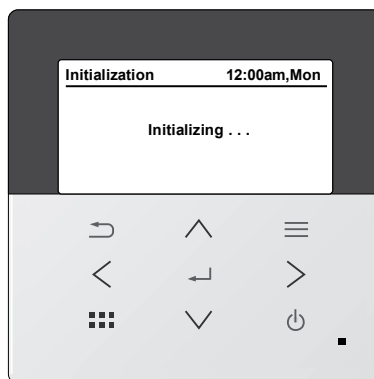 Initialization 12:00am,Mon
Initializing . . .